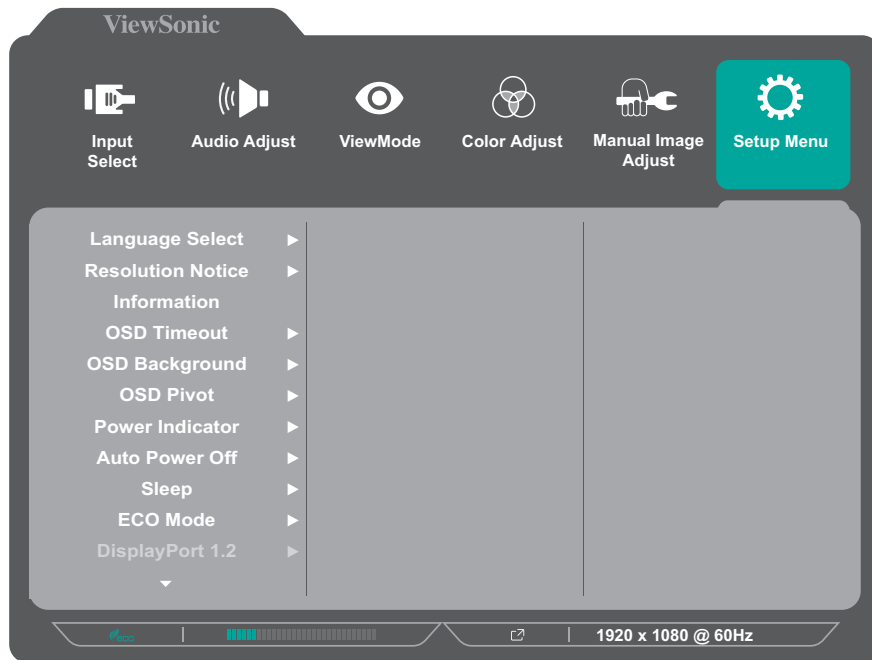 ViewSonic
Input
Select
Audio Adjust
ViewMode
Color Adjust
Manual Image
Adjust
Setup Menu
Language Select
Resolution Notice
Information
OSD Timeout
OSD Background
OSD Pivot
Power Indicator
Auto Power Off
Sleep
ECO Mode
DisplayPort 1.2
eco
1920 x 1080 @ 60Hz